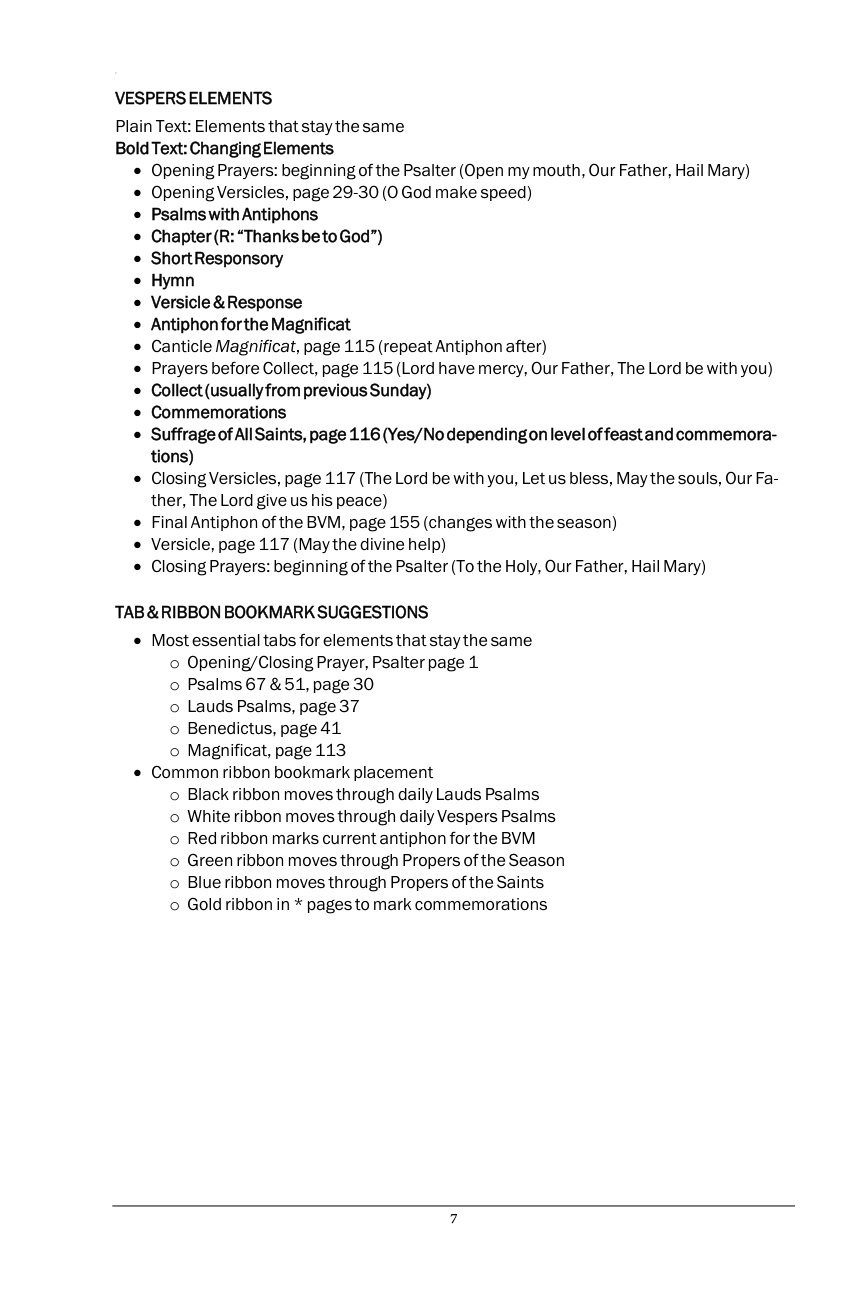 VESPERS ELEMENTS
Plain Text: Elements that stay the same
Bold Text: Changing Elements
• Opening Prayers: beginning of the Psalter (Open my mouth, Our Father, Hail Mary)
• Opening Versicles, page 29-30 (O God make speed)
• Psalms with Antiphons
• Chapter (R: “Thanks be to God”)
• Short Responsory
• Hymn
• Versicle & Response
• Antiphon for the Magnificat
• Canticle Magnificat, page 115 (repeat Antiphon after)
• Prayers before Collect, page 115 (Lord have mercy, Our Father, The Lord be with you)
• Collect (usually from previous Sunday)
• Commemorations
• Suffrage of All Saints, page 116 (Yes/No depending on level of feast and commemora-
tions)
• Closing Versicles, page 117 (The Lord be with you, Let us bless, May the souls, Our Fa-
ther, The Lord give us his peace)
• Final Antiphon of the BVM, page 155 (changes with the season)
• Versicle, page 117 (May the divine help)
• Closing Prayers: beginning of the Psalter (To the Holy, Our Father, Hail Mary)
TAB & RIBBON BOOKMARK SUGGESTIONS
• Most essential tabs for elements that stay the same
o Opening/Closing Prayer, Psalter page 1
o Psalms 67 & 51, page 30
o Lauds Psalms, page 37
o Benedictus, page 41
o Magnificat, page 113
• Common ribbon bookmark placement
o Black ribbon moves through daily Lauds Psalms
o White ribbon moves through daily Vespers Psalms
o Red ribbon marks current antiphon for the BVM
o Green ribbon moves through Propers of the Season
o Blue ribbon moves through Propers of the Saints
o Gold ribbon in * pages to mark commemorations
7